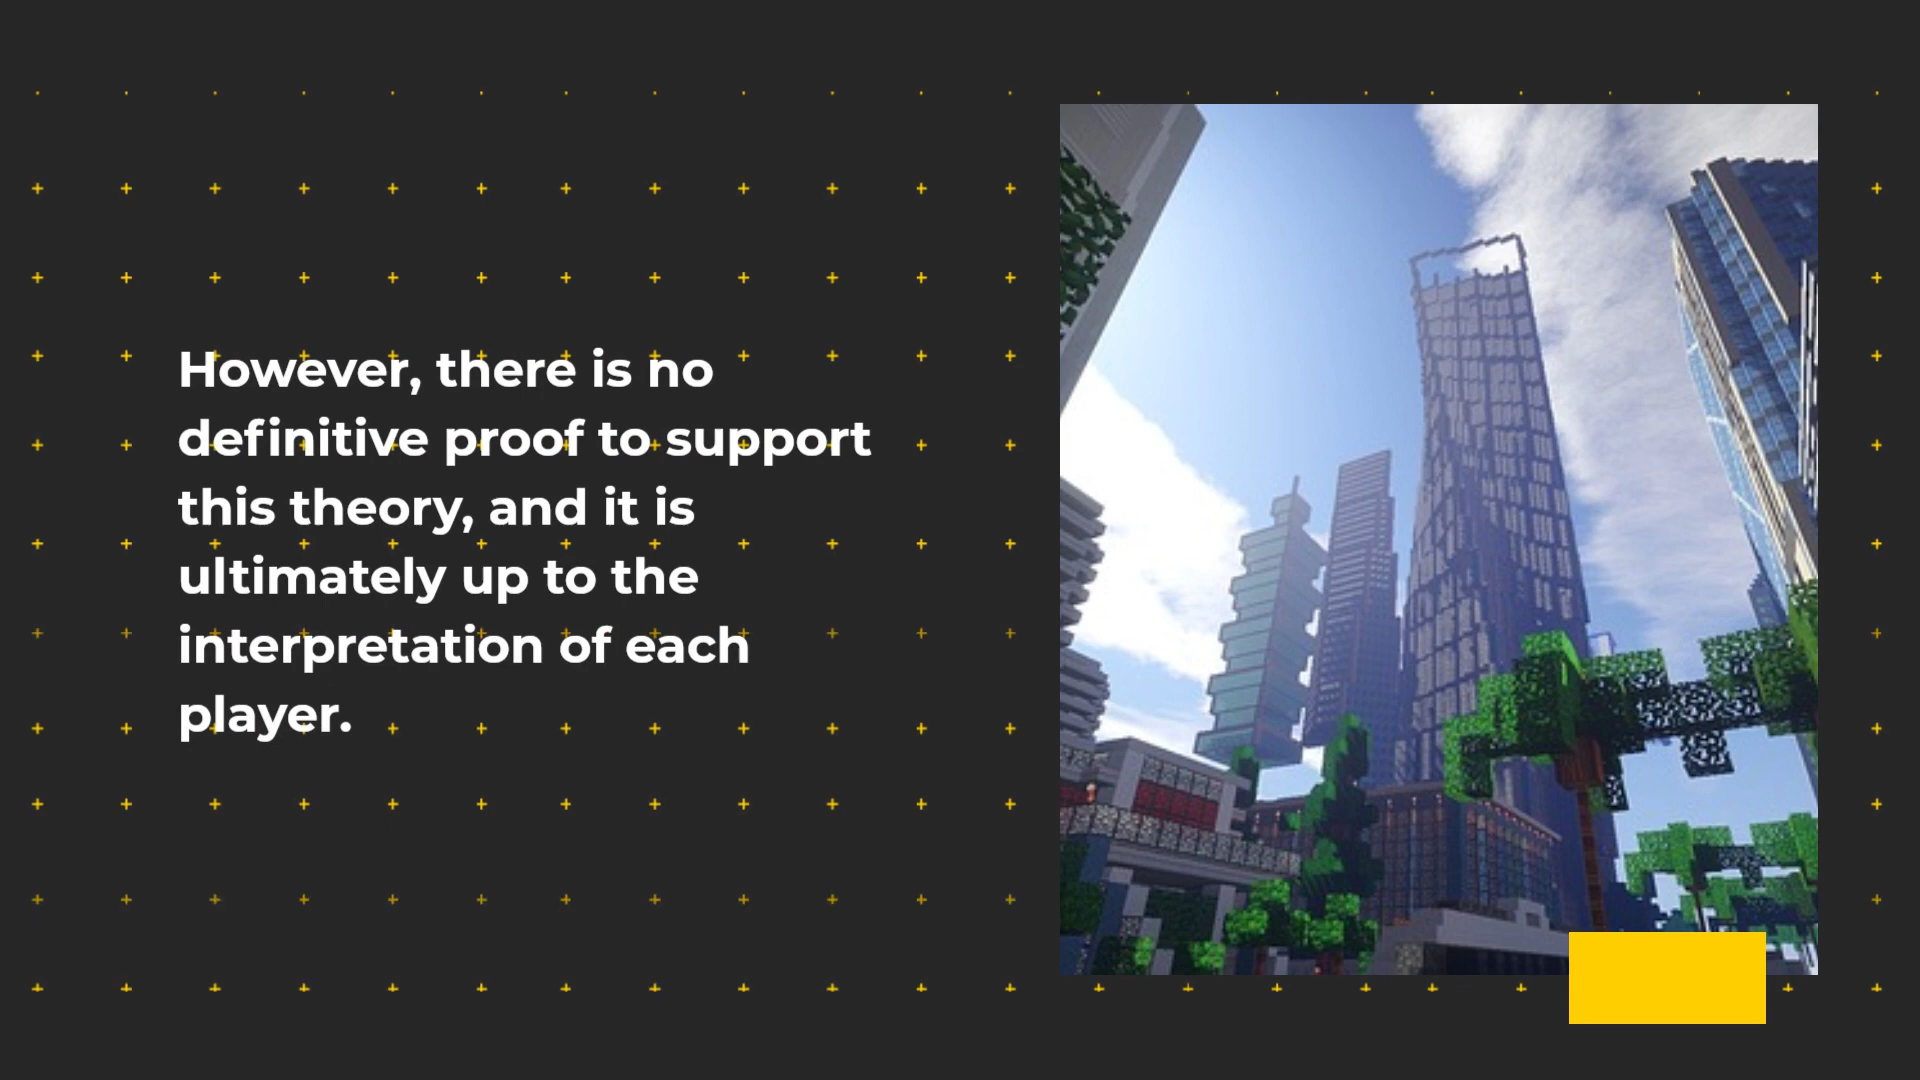 However, there is no
definitive proof to support
this theory, and it is
ultimately up to the
interpretation of each
player.